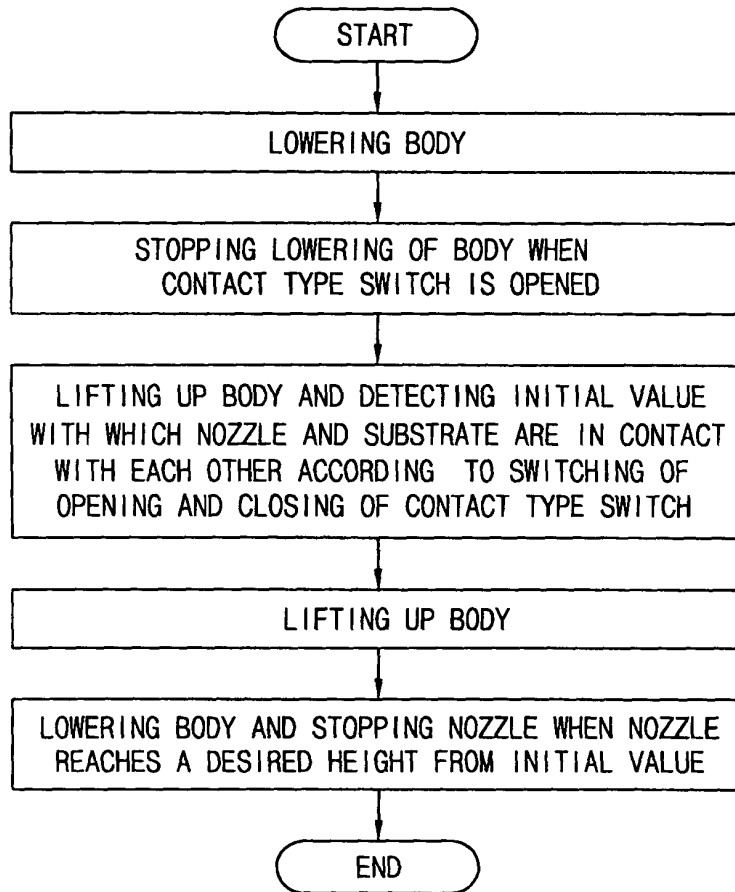 START
LOWERING BODY
STOPPING LOWERING OF BODY WHEN
CONTACT TYPE SWITCH IS OPENED
LIFTING UP BODY AND DETECTING INITIAL VALUE
WITH WHICH NOZZLE AND SUBSTRATE ARE IN CONTACT
WITH EACH OTHER ACCORDING TO SWITCHING OF
OPENING AND CLOSING OF CONTACT TYPE SWITCH
LIFTING UP BODY
LOWERING BODY AND STOPPING NOZZLE WHEN NOZZLE
REACHES A DESIRED HEIGHT FROM INITIAL VALUE
END